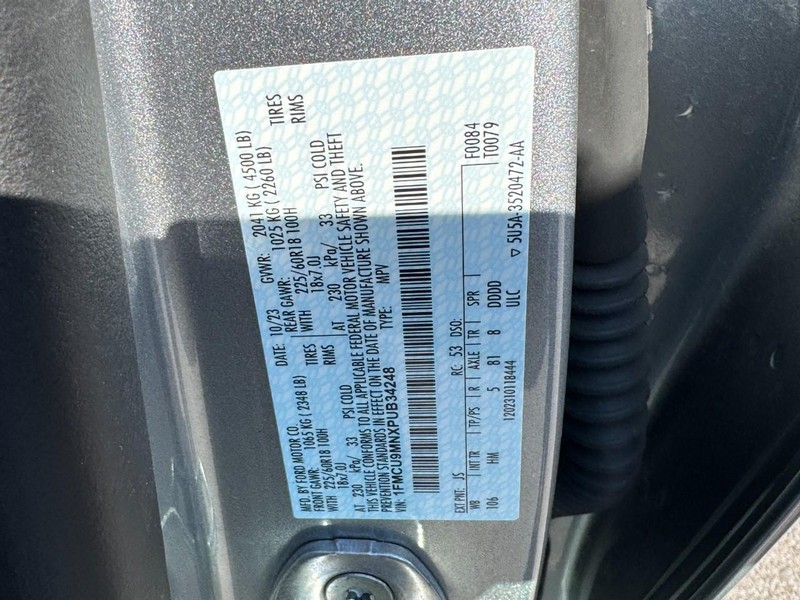 MFD. BY FORD MOTOR CO. DATE: 10/23 GVWR: 2041 KG ( 4500 LB)
FRONT GAWR: 1065 KG ( 2348 LB) REAR GAWR: 1025 KG ( 2260 LB)
WITH 225/60R18 100H TIRES WITH 225/60R18 100H TIRES
18x7.0J RIMS 18x7.0J RIMS
AT 230 kPa/ 33 PSI COLD AT 230 kPa/ 33 PSI COLD
THIS VEHICLE CONFORMS TO ALL APPLICABLE FEDERAL MOTOR VEHICLE SAFETY AND THEFT
PREVENTION STANDARDS IN EFFECT ON THE DATE OF MANUFACTURE SHOWN ABOVE.
VIN: 1FMCU9MNXPUB34248 TYPE: MPV
F0084
EXT PNT: JS RC: 53 DSO: T0079
WB INT TR TP/PS R AXLE TR SPR
106 HM 5 81 8 DDDD
1202310118444 ULC
▽ 5U5A-3520472-AA